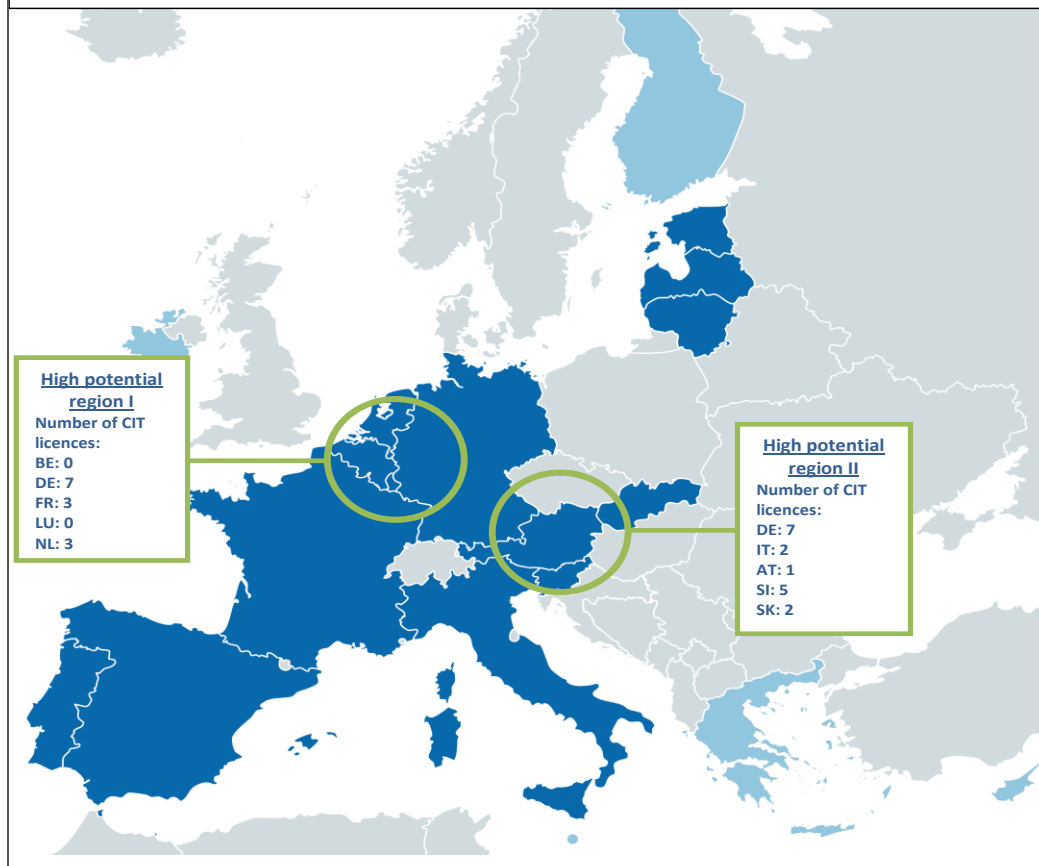 High potential
region I
Number of CIT
licences:
BE: 0
DE: 7
FR: 3
LU: 0
NL: 3
High potential
region II
Number of CIT
licences:
DE: 7
IT: 2
AT: 1
SI: 5
SK: 2